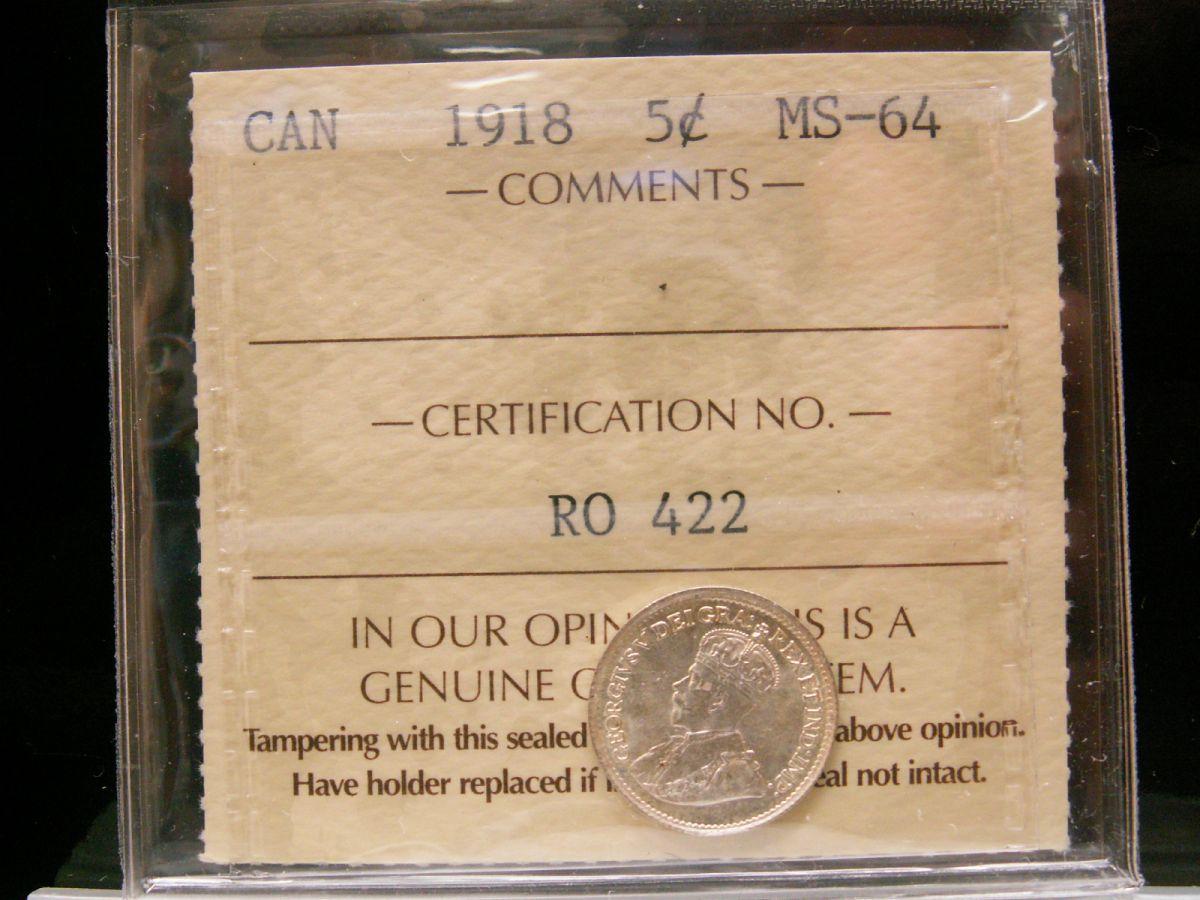 CAN 1918 5¢ MS-64
— COMMENTS —
— CERTIFICATION NO. —
RO 422
IN OUR OPIN IS IS A
GENUINE EM.
Tampering with this sealed above opinion.
Have holder replaced if eal not intact.
GEORGIVS V DEI GRA: REX ET IND: IMP: